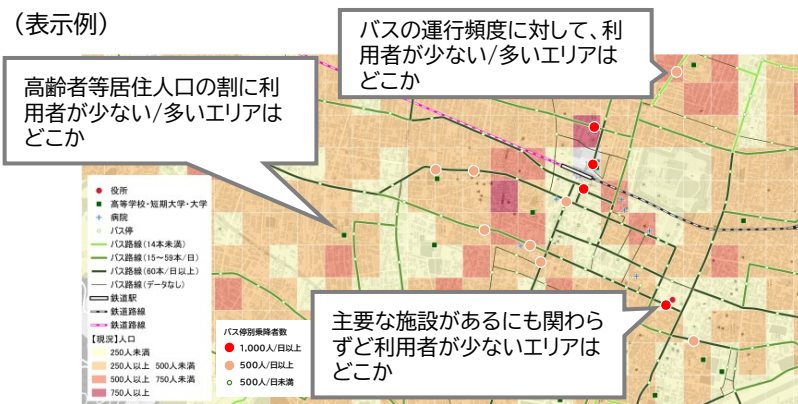 （表示例）
バスの運行頻度に対して、利
用者が少ない/多いエリアは
どこか
高齢者等居住人口の割に利
用者が少ない/多いエリアは
どこか
役所
高等学校・短期大学・大学
病院
バス停
バス路線（14本未満）
バス路線（15～59本/日）
バス路線（60本/日以上）
バス路線（データなし）
鉄道駅
鉄道路線
鉄道路線
【現況】人口
250人未満
250人以上 500人未満
500人以上 750人未満
750人以上
バス停別乗降者数
1,000人/日以上
500人/日以上
500人/日未満
主要な施設があるにも関わら
ずど利用者が少ないエリアは
どこか